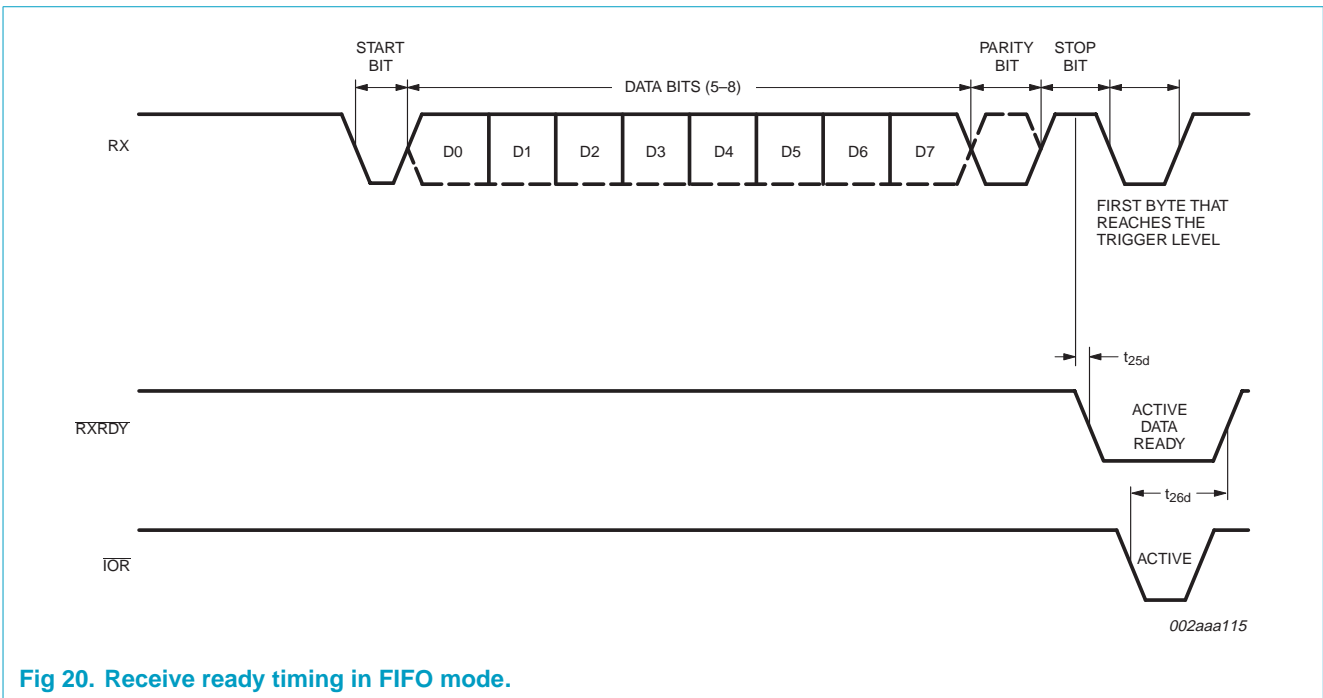 START
BIT
DATA BITS (5–8)
PARITY
BIT
STOP
BIT
RX
D0
D1
D2
D3
D4
D5
D6
D7
FIRST BYTE THAT
REACHES THE
TRIGGER LEVEL
t25d
RXRDY
ACTIVE
DATA
READY
t26d
IOR
ACTIVE
002aaa115
Fig 20. Receive ready timing in FIFO mode.